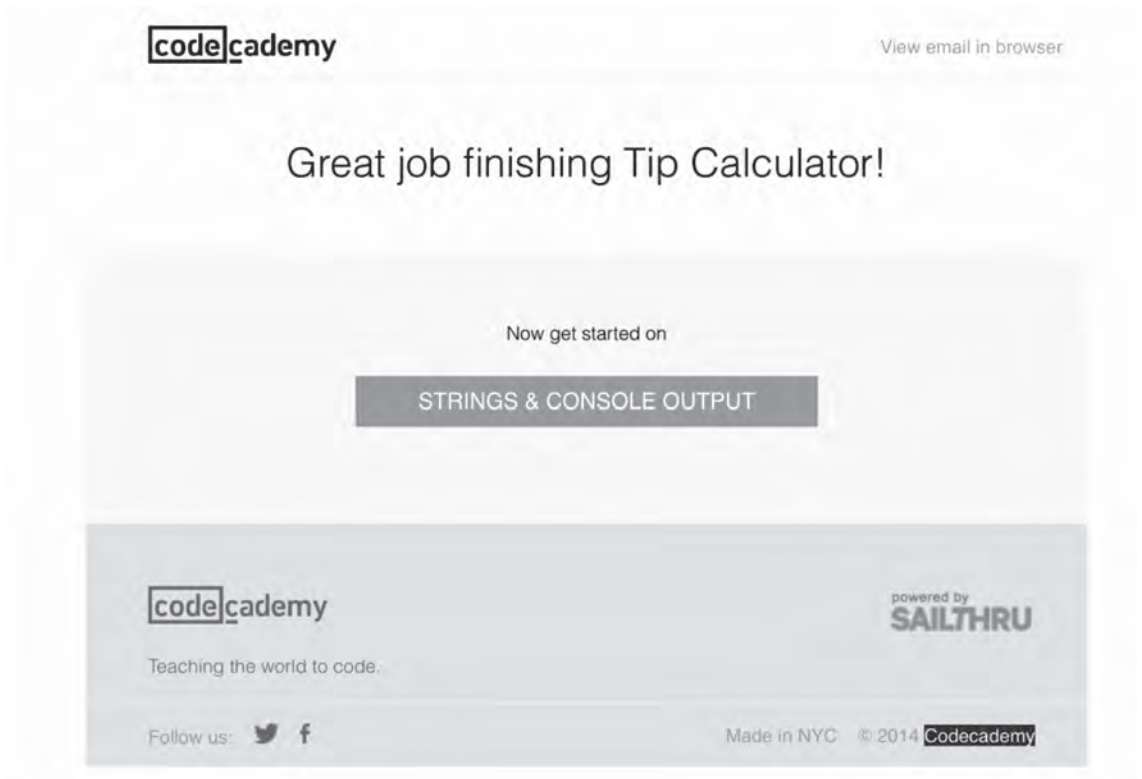 codecademy
View email in browser
Great job finishing Tip Calculator!
Now get started on
STRINGS & CONSOLE OUTPUT
codecademy
powered by
SAILTHRU
Teaching the world to code.
Follow us:
Made in NYC © 2014 Codecademy